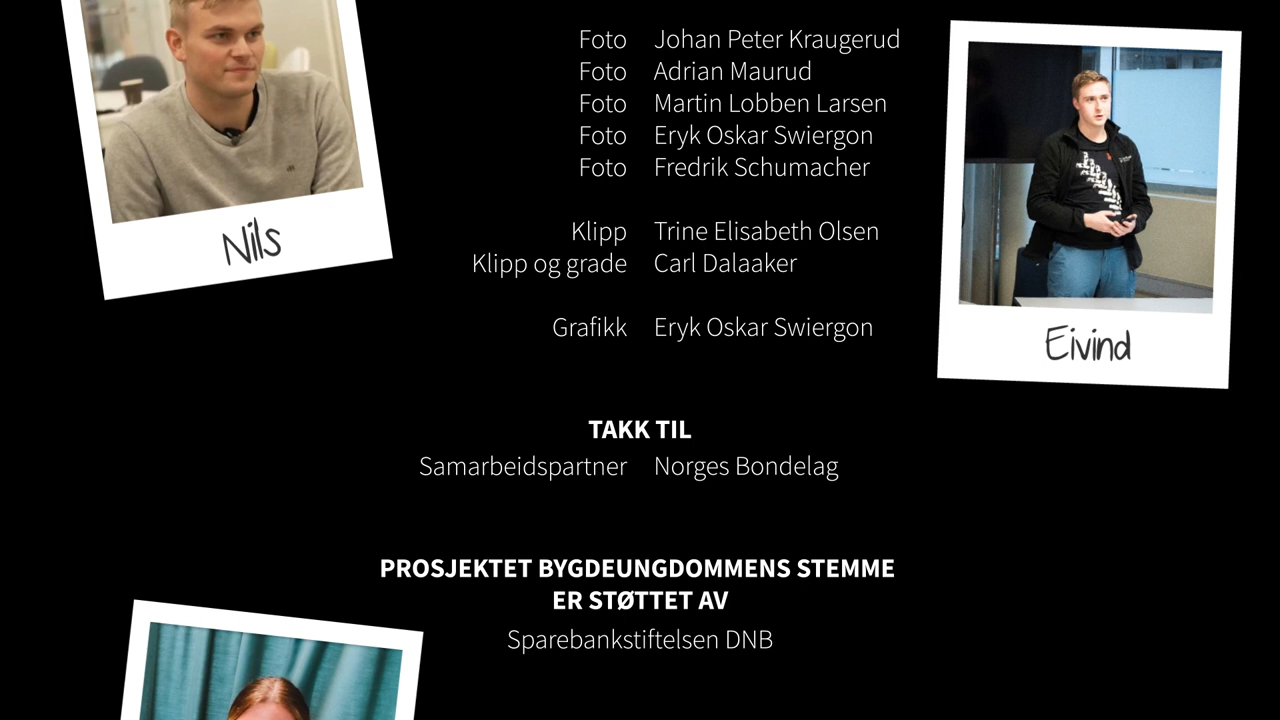 Foto Johan Peter Kraugerud
Foto Adrian Maurud
Foto Martin Lobben Larsen
Foto Eryk Oskar Swiergon
Foto Fredrik Schumacher
Klipp Trine Elisabeth Olsen
Klipp og grade Carl Dalaaker
Grafikk Eryk Oskar Swiergon
Nils
Eivind
TAKK TIL
Samarbeidspartner Norges Bondelag
PROSJEKTET BYGDEUNGDOMMENS STEMME
ER STØTTET AV
Sparebankstiftelsen DNB